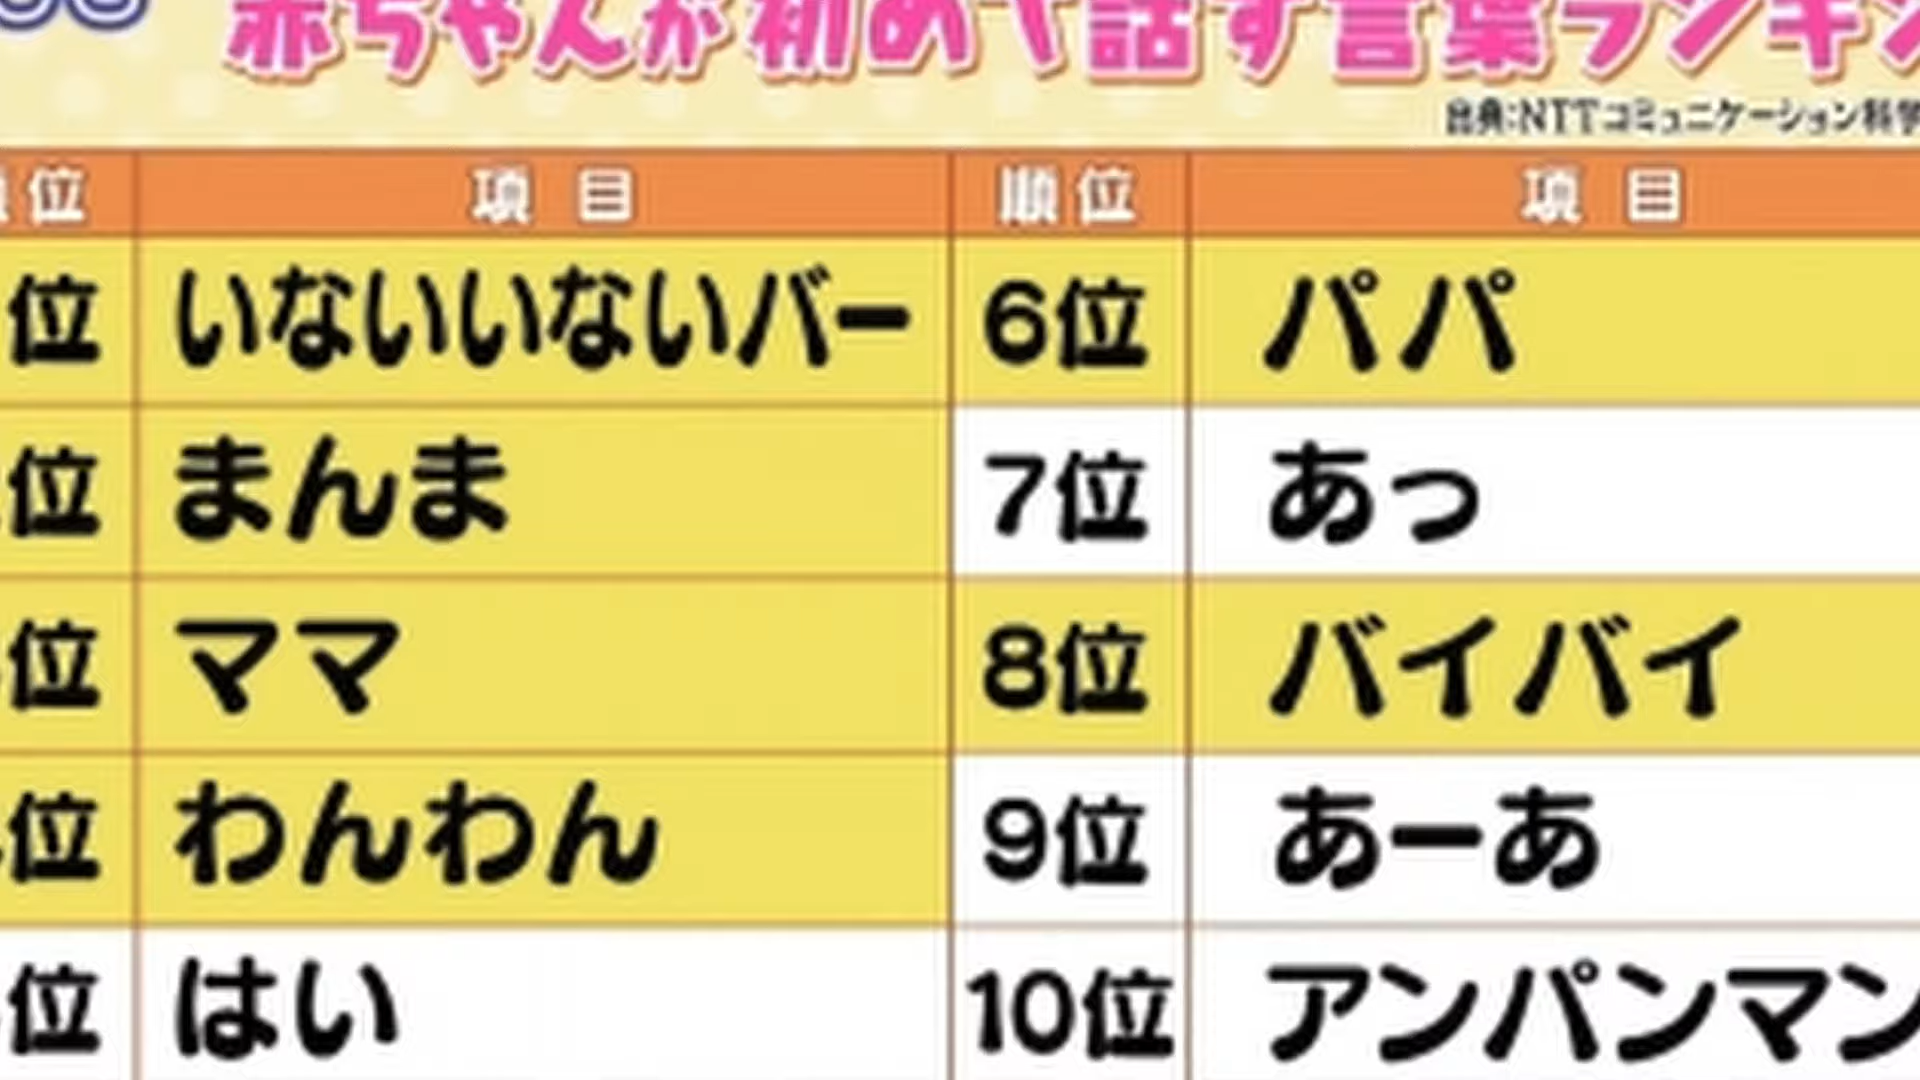 赤ちゃんが初めて話す言葉ランキン
出典:NTTコミュニケーション科学
順位 項目 順位 項目
位 いないいないバー 6位 パパ
位 まんま 7位 あっ
位 ママ 8位 バイバイ
位 わんわん 9位 あーあ
位 はい 10位 アンパンマン